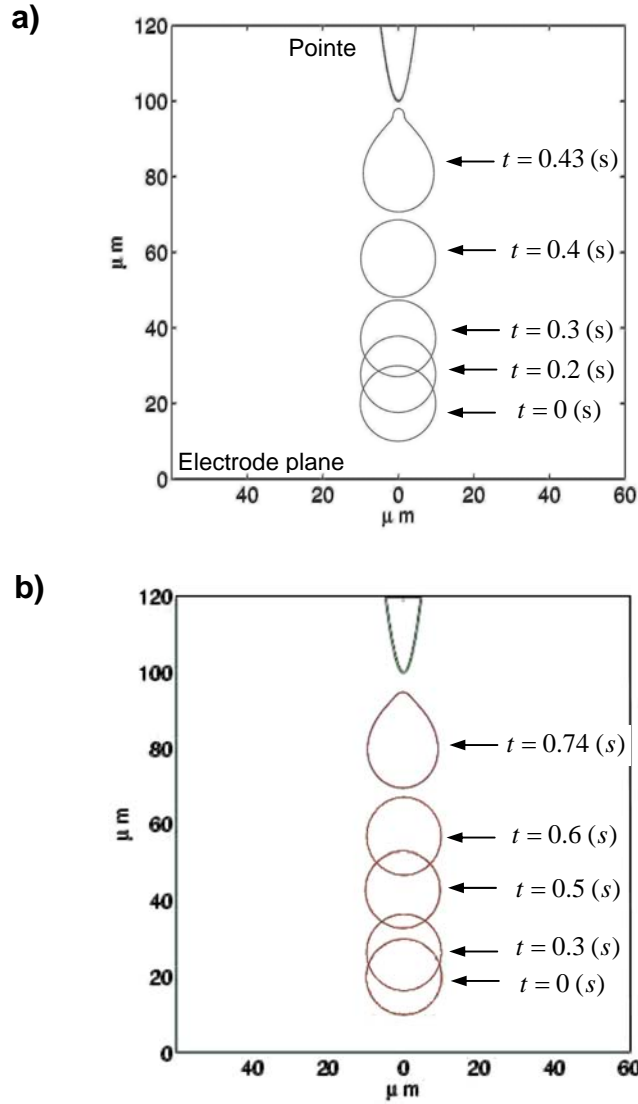 a)
120
Pointe
100
t = 0.43 (s)
80
t = 0.4 (s)
60
μ m
40
t = 0.3 (s)
t = 0.2 (s)
20
t = 0 (s)
Electrode plane
0
40 20 0 20 40 60
μ m
b)
120
100
t = 0.74 (s)
80
t = 0.6 (s)
60
μ m
t = 0.5 (s)
40
t = 0.3 (s)
20
t = 0 (s)
0
40 20 0 20 40 60
μ m